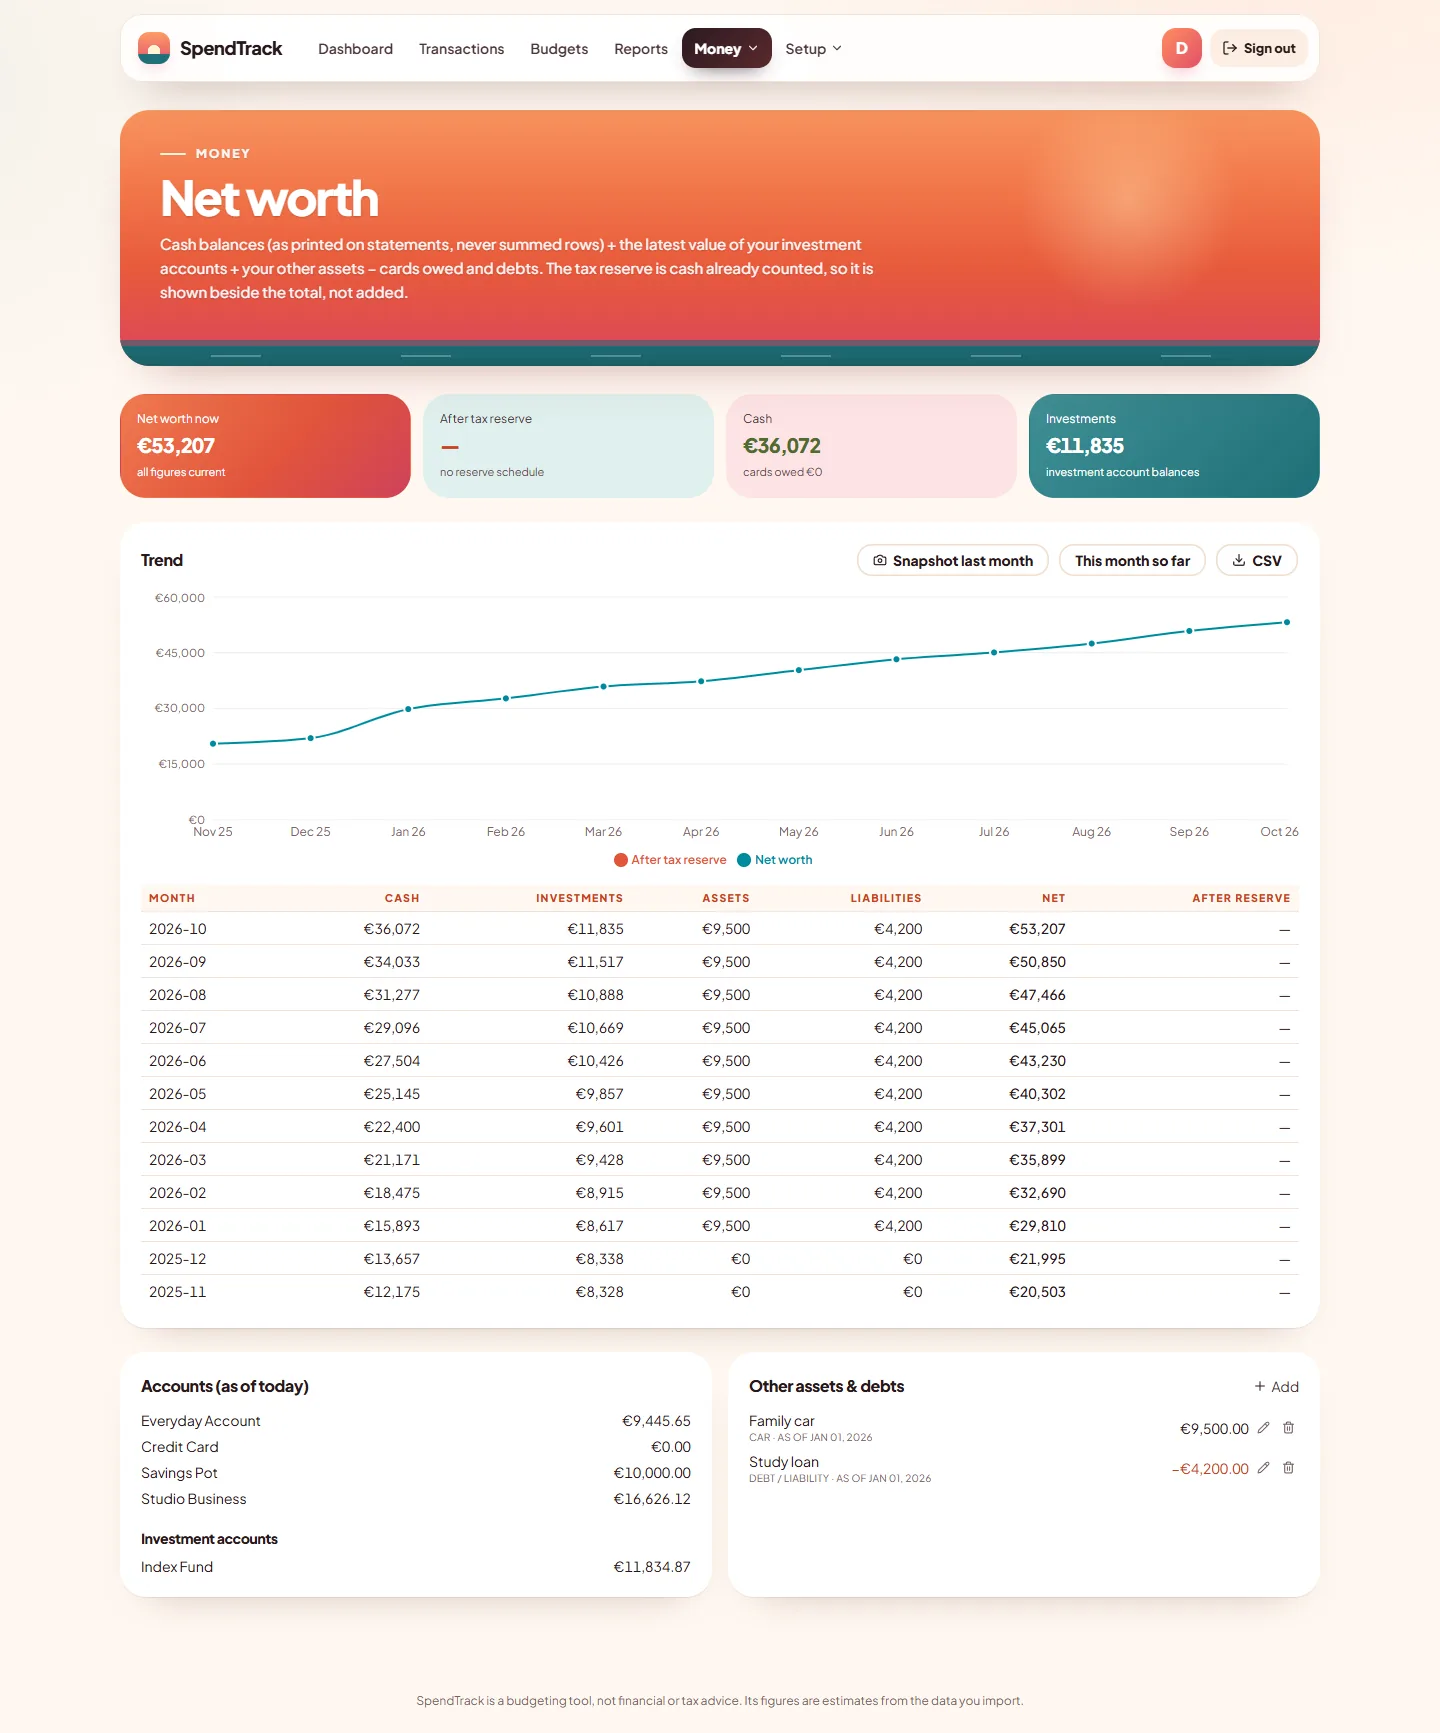 SpendTrack
Dashboard Transactions Budgets Reports Money Setup D Sign out
MONEY
Net worth
Cash balances (as printed on statements, never summed rows) + the latest value of your investment
accounts + your other assets – cards owed and debts. The tax reserve is cash already counted, so it is
shown beside the total, not added.
Net worth now
€53,207
all figures current
After tax reserve
—
no reserve schedule
Cash
€36,072
cards owed €0
Investments
€11,835
investment account balances
Trend
Snapshot last month This month so far CSV
€60,000
€45,000
€30,000
€15,000
€0
Nov 25 Dec 25 Jan 26 Feb 26 Mar 26 Apr 26 May 26 Jun 26 Jul 26 Aug 26 Sep 26 Oct 26
After tax reserve Net worth
MONTH CASH INVESTMENTS ASSETS LIABILITIES NET AFTER RESERVE
2026-10 €36,072 €11,835 €9,500 €4,200 €53,207 —
2026-09 €34,033 €11,517 €9,500 €4,200 €50,850 —
2026-08 €31,277 €10,888 €9,500 €4,200 €47,466 —
2026-07 €29,096 €10,669 €9,500 €4,200 €45,065 —
2026-06 €27,504 €10,426 €9,500 €4,200 €43,230 —
2026-05 €25,145 €9,857 €9,500 €4,200 €40,302 —
2026-04 €22,400 €9,601 €9,500 €4,200 €37,301 —
2026-03 €21,171 €9,428 €9,500 €4,200 €35,899 —
2026-02 €18,475 €8,915 €9,500 €4,200 €32,690 —
2026-01 €15,893 €8,617 €9,500 €4,200 €29,810 —
2025-12 €13,657 €8,338 €0 €0 €21,995 —
2025-11 €12,175 €8,328 €0 €0 €20,503 —
Accounts (as of today)
Everyday Account €9,445.65
Credit Card €0.00
Savings Pot €10,000.00
Studio Business €16,626.12
Investment accounts
Index Fund €11,834.87
Other assets & debts + Add
Family car €9,500.00
CAR · AS OF JAN 01, 2026
Study loan –€4,200.00
DEBT / LIABILITY · AS OF JAN 01, 2026
SpendTrack is a budgeting tool, not financial or tax advice. Its figures are estimates from the data you import.